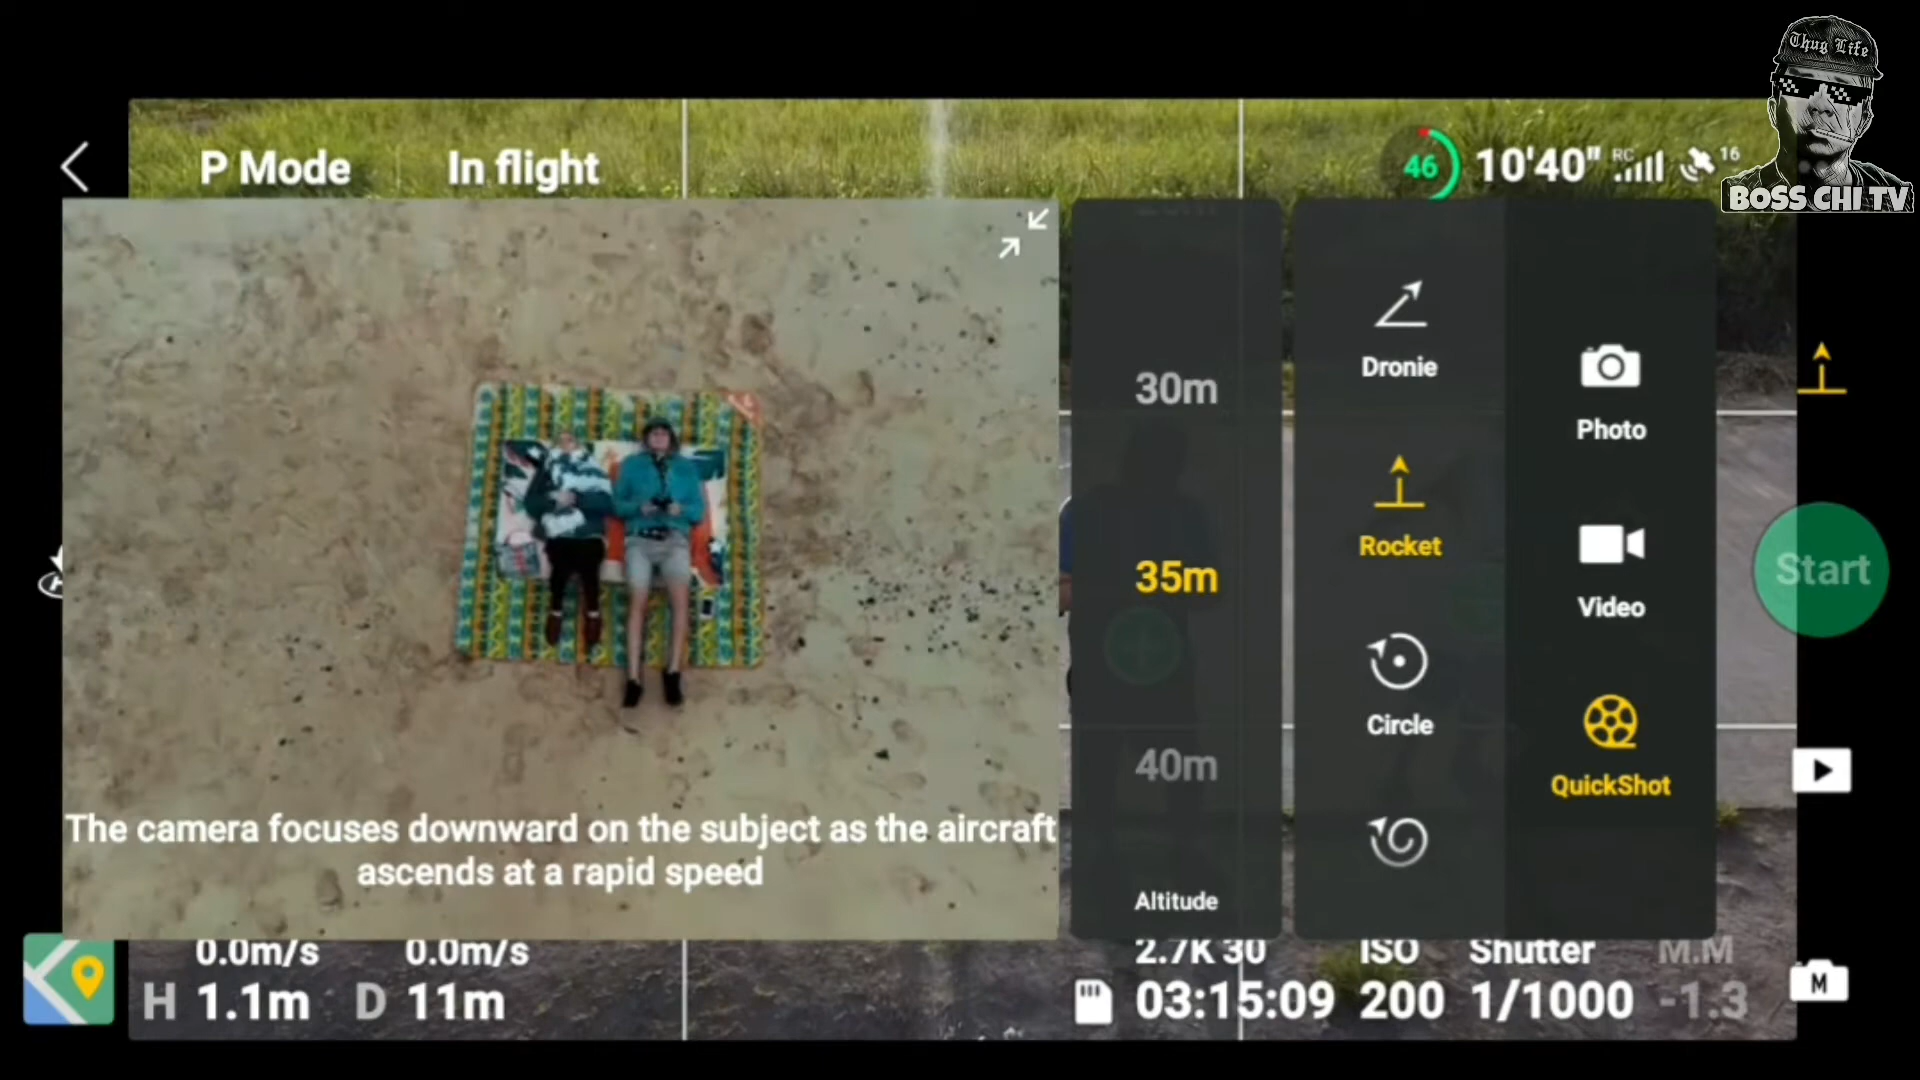 Thug Life
BOSS CHI TV
P Mode
In flight
46
10'40"
RC
16
Dronie
30m
Photo
Rocket
35m
Video
Start
Circle
40m
QuickShot
The camera focuses downward on the subject as the aircraft
ascends at a rapid speed
Altitude
0.0m/s
0.0m/s
2.7K 30
ISO
Shutter
M.M
H 1.1m
D 11m
03:15:09
200
1/1000
-1.3
M